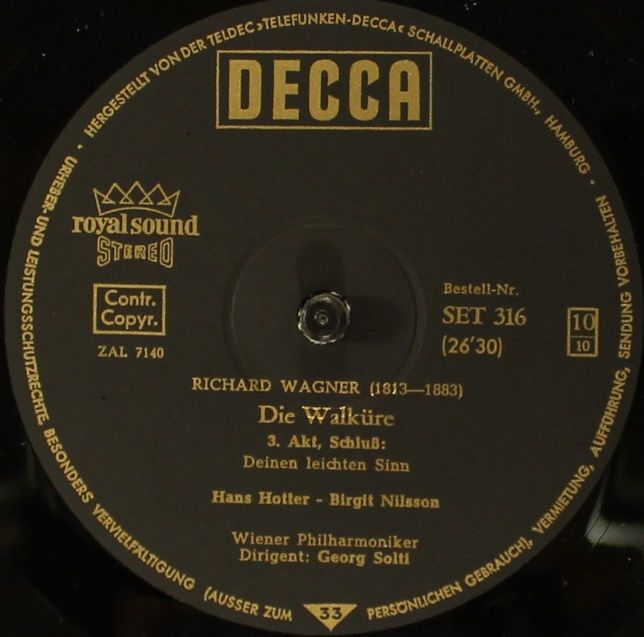 HERGESTELLT VON DER TELDEC »TELEFUNKEN-DECCA« SCHALLPLATTEN GMBH., HAMBURG •
URHEBER- UND LEISTUNGSSCHUTZRECHTE, BESONDERS VERVIELFÄLTIGUNG (AUSSER ZUM PERSÖNLICHEN GEBRAUCH), VERMIETUNG, AUFFÜHRUNG, SENDUNG VORBEHALTEN •
DECCA
royal sound
STEREO
Contr.
Copyr.
ZAL 7140
Bestell-Nr.
SET 316
(26'30)
10
10
RICHARD WAGNER (1813—1883)
Die Walküre
3. Akt, Schluß:
Deinen leichten Sinn
Hans Hotter - Birgit Nilsson
Wiener Philharmoniker
Dirigent: Georg Solti
33